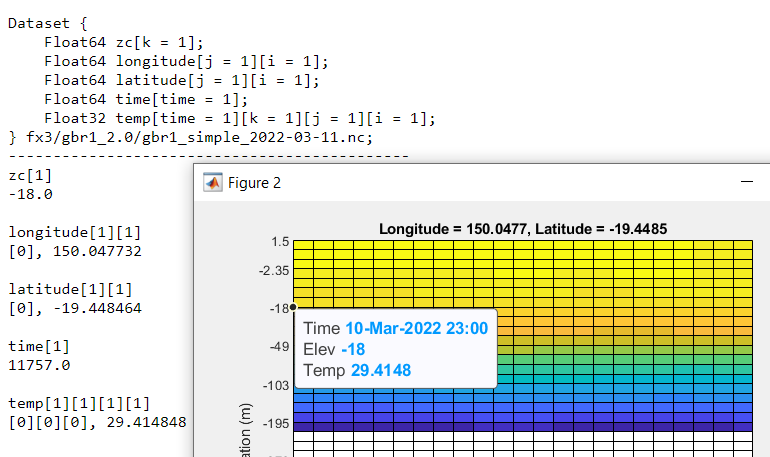 Dataset {
    Float64 zc[k = 1];
    Float64 longitude[j = 1][i = 1];
    Float64 latitude[j = 1][i = 1];
    Float64 time[time = 1];
    Float32 temp[time = 1][k = 1][j = 1][i = 1];
} fx3/gbr1_2.0/gbr1_simple_2022-03-11.nc;
---------------------------------------------
zc[1]
-18.0
longitude[1][1]
[0], 150.047732
latitude[1][1]
[0], -19.448464
time[1]
11757.0
temp[1][1][1][1]
[0][0][0], 29.414848
Figure 2
Longitude = 150.0477, Latitude = -19.4485
1.5
-2.35
-18
-49
-103
-195
Time 10-Mar-2022 23:00
Elev -18
Temp 29.4148
(m)